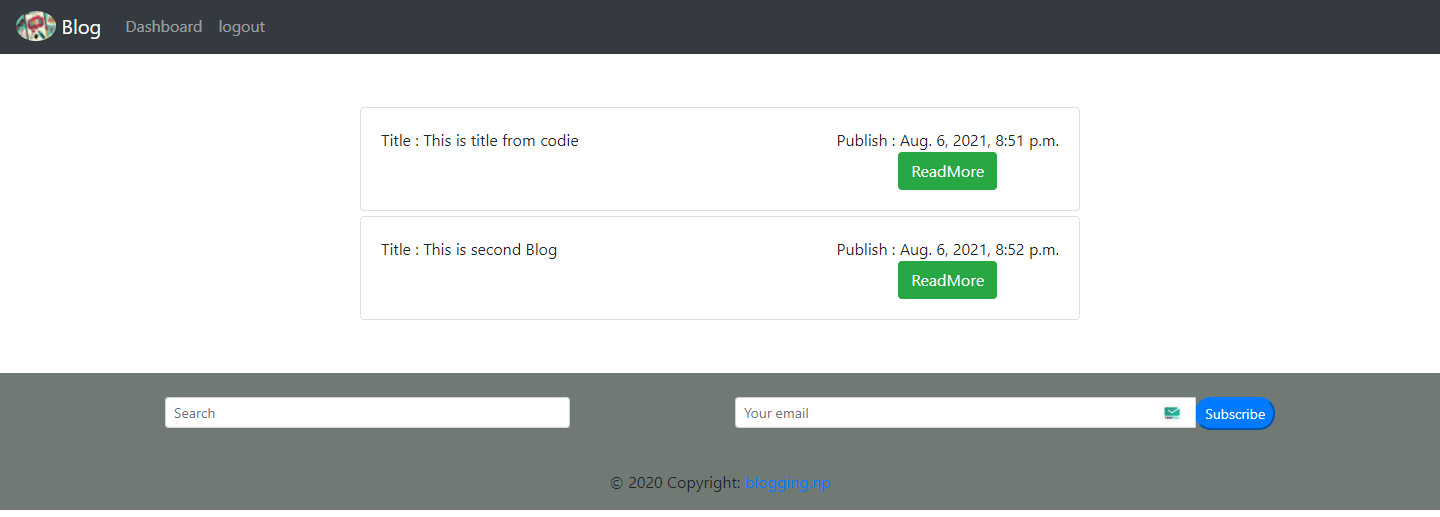 Blog Dashboard logout
Title : This is title from codie Publish : Aug. 6, 2021, 8:51 p.m.
ReadMore
Title : This is second Blog Publish : Aug. 6, 2021, 8:52 p.m.
ReadMore
Search Your email Subscribe
© 2020 Copyright: blogging.np